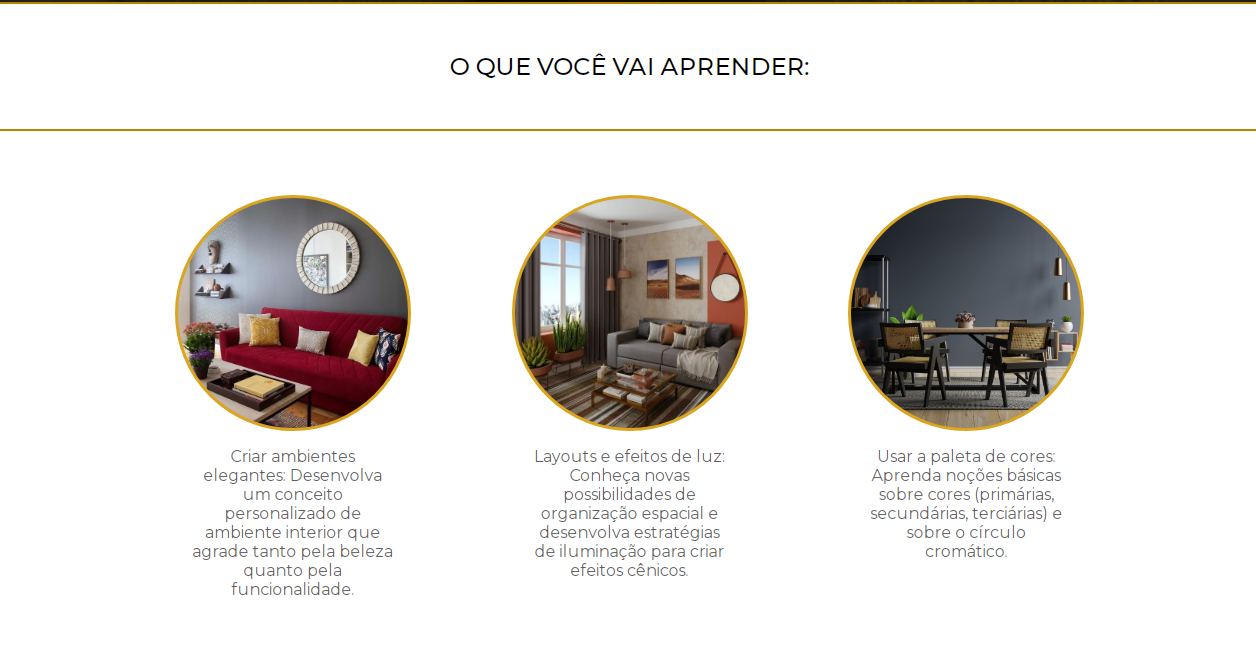 O QUE VOCÊ VAI APRENDER:
Criar ambientes
elegantes: Desenvolva
um conceito
personalizado de
ambiente interior que
agrade tanto pela beleza
quanto pela
funcionalidade.
Layouts e efeitos de luz:
Conheça novas
possibilidades de
organização espacial e
desenvolva estratégias
de iluminação para criar
efeitos cênicos.
Usar a paleta de cores:
Aprenda noções básicas
sobre cores (primárias,
secundárias, terciárias) e
sobre o círculo
cromático.